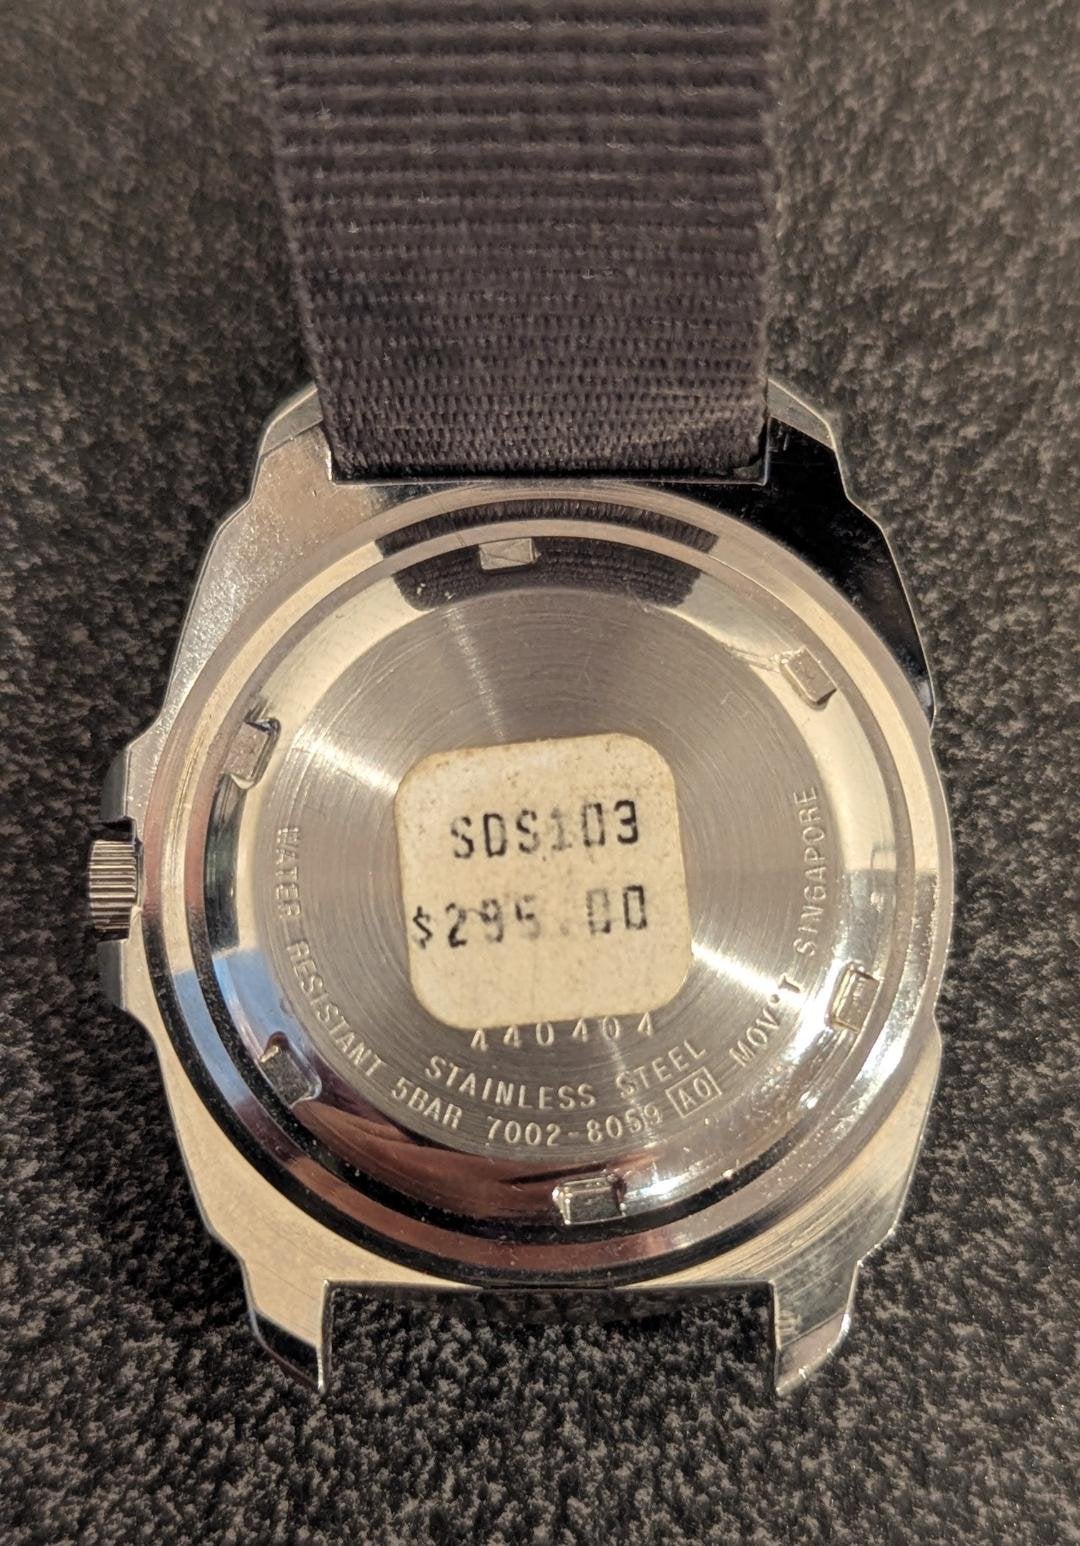 SDS103
$295.00
440404
STAINLESS STEEL
WATER RESISTANT 5BAR 7002-8059 A0 MOV'T SINGAPORE